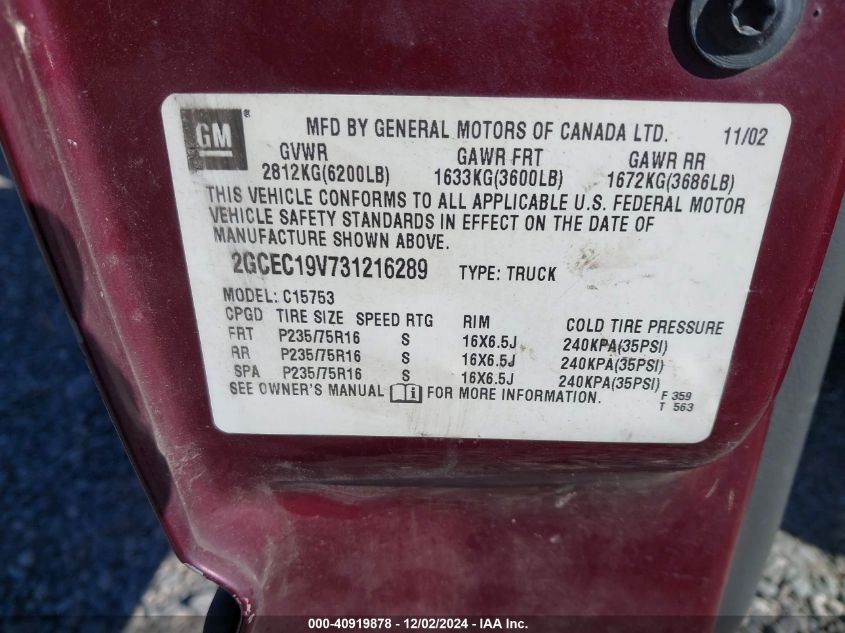 GM® MFD BY GENERAL MOTORS OF CANADA LTD. 11/02
GVWR GAWR FRT GAWR RR
2812KG(6200LB) 1633KG(3600LB) 1672KG(3686LB)
THIS VEHICLE CONFORMS TO ALL APPLICABLE U.S. FEDERAL MOTOR
VEHICLE SAFETY STANDARDS IN EFFECT ON THE DATE OF
MANUFACTURE SHOWN ABOVE.
2GCEC19V731216289 TYPE: TRUCK
MODEL: C15753
CPGD TIRE SIZE SPEED RTG RIM COLD TIRE PRESSURE
FRT P235/75R16 S 16X6.5J 240KPA(35PSI)
RR P235/75R16 S 16X6.5J 240KPA(35PSI)
SPA P235/75R16 S 16X6.5J 240KPA(35PSI)
SEE OWNER'S MANUAL FOR MORE INFORMATION. F 359
T 563
000-40919878 - 12/02/2024 - IAA Inc.